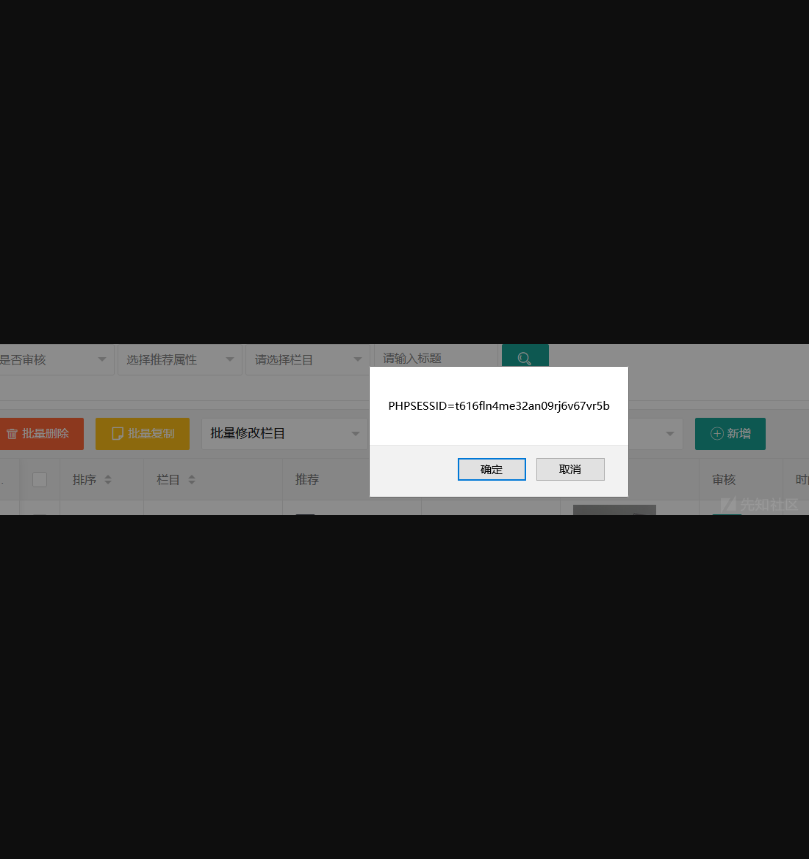 是否审核 选择推荐属性 请选择栏目 请输入标题
PHPSESSID=t616fln4me32an09rj6v67vr5b
批量删除 批量复制 批量修改栏目 新增
确定 取消
排序 栏目 推荐 审核
先知社区